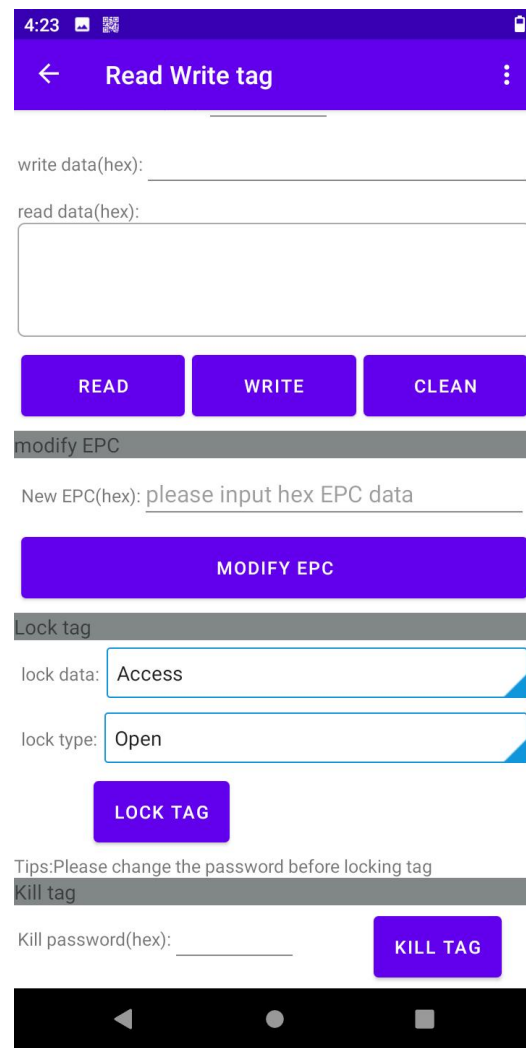 4:23
Read Write tag
write data(hex):
read data(hex):
READ WRITE CLEAN
modify EPC
New EPC(hex): please input hex EPC data
MODIFY EPC
Lock tag
lock data: Access
lock type: Open
LOCK TAG
Tips:Please change the password before locking tag
Kill tag
Kill password(hex):
KILL TAG